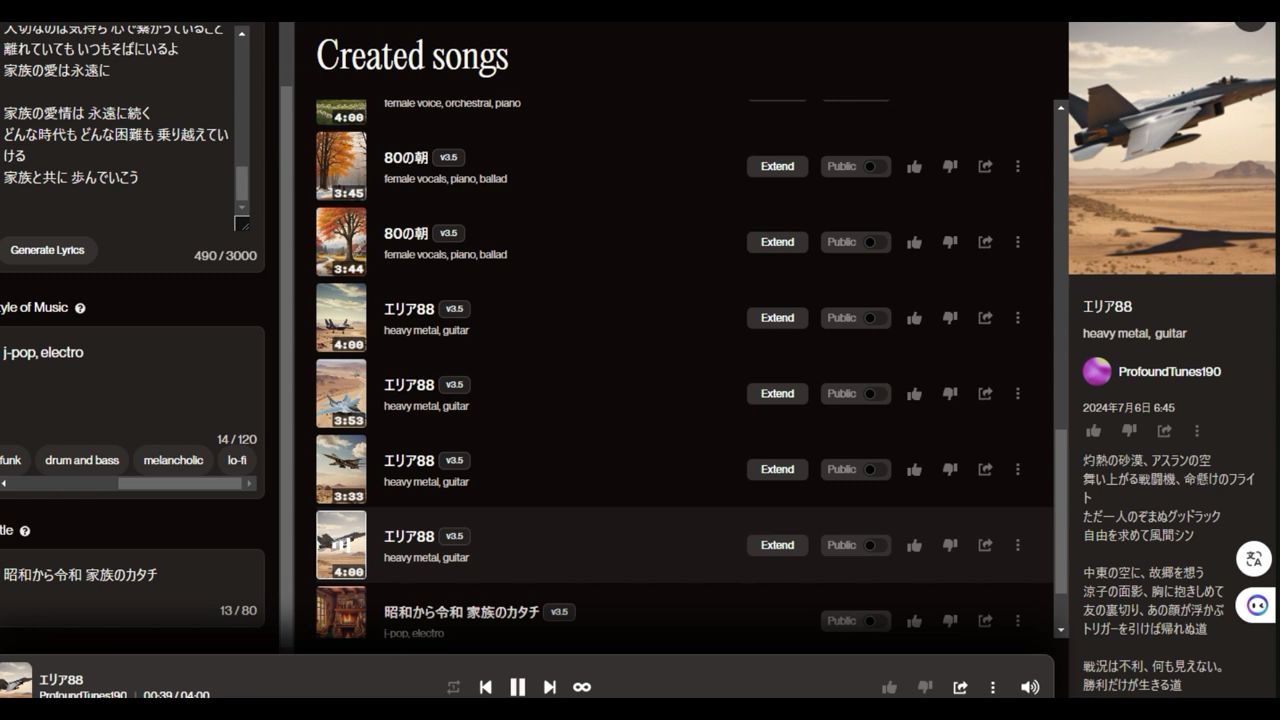 大切なのは気持ち 心で繋がっていること
離れていても いつもそばにいるよ
家族の愛は永遠に
家族の愛情は 永遠に続く
どんな時代も どんな困難も 乗り越えてい
ける
家族と共に 歩んでいこう
Generate Lyrics
490 / 3000
yle of Music
j-pop, electro
14 / 120
funk
drum and bass
melancholic
lo-fi
tle
昭和から令和 家族のカタチ
13 / 80
Created songs
female voice, orchestral, piano
4:00
80の朝 v3.5
female vocals, piano, ballad
3:45
Extend
Public
80の朝 v3.5
female vocals, piano, ballad
3:44
Extend
Public
エリア88 v3.5
heavy metal, guitar
4:00
Extend
Public
エリア88 v3.5
heavy metal, guitar
3:53
Extend
Public
エリア88 v3.5
heavy metal, guitar
3:33
Extend
Public
エリア88 v3.5
heavy metal, guitar
4:00
Extend
Public
昭和から令和 家族のカタチ v3.5
j-pop, electro
Public
エリア88
heavy metal, guitar
ProfoundTunes190
2024年7月6日 6:45
灼熱の砂漠、アスランの空
舞い上がる戦闘機、命懸けのフライ
ト
ただ一人のぞまぬグッドラック
自由を求めて風間シン
中東の空に、故郷を想う
涼子の面影、胸に抱きしめて
友の裏切り、あの顔が浮かぶ
トリガーを引けば帰れぬ道
戦況は不利、何も見えない。
勝利だけが生きる道
エリア88
ProfoundTunes190 | 00:39 / 04:00